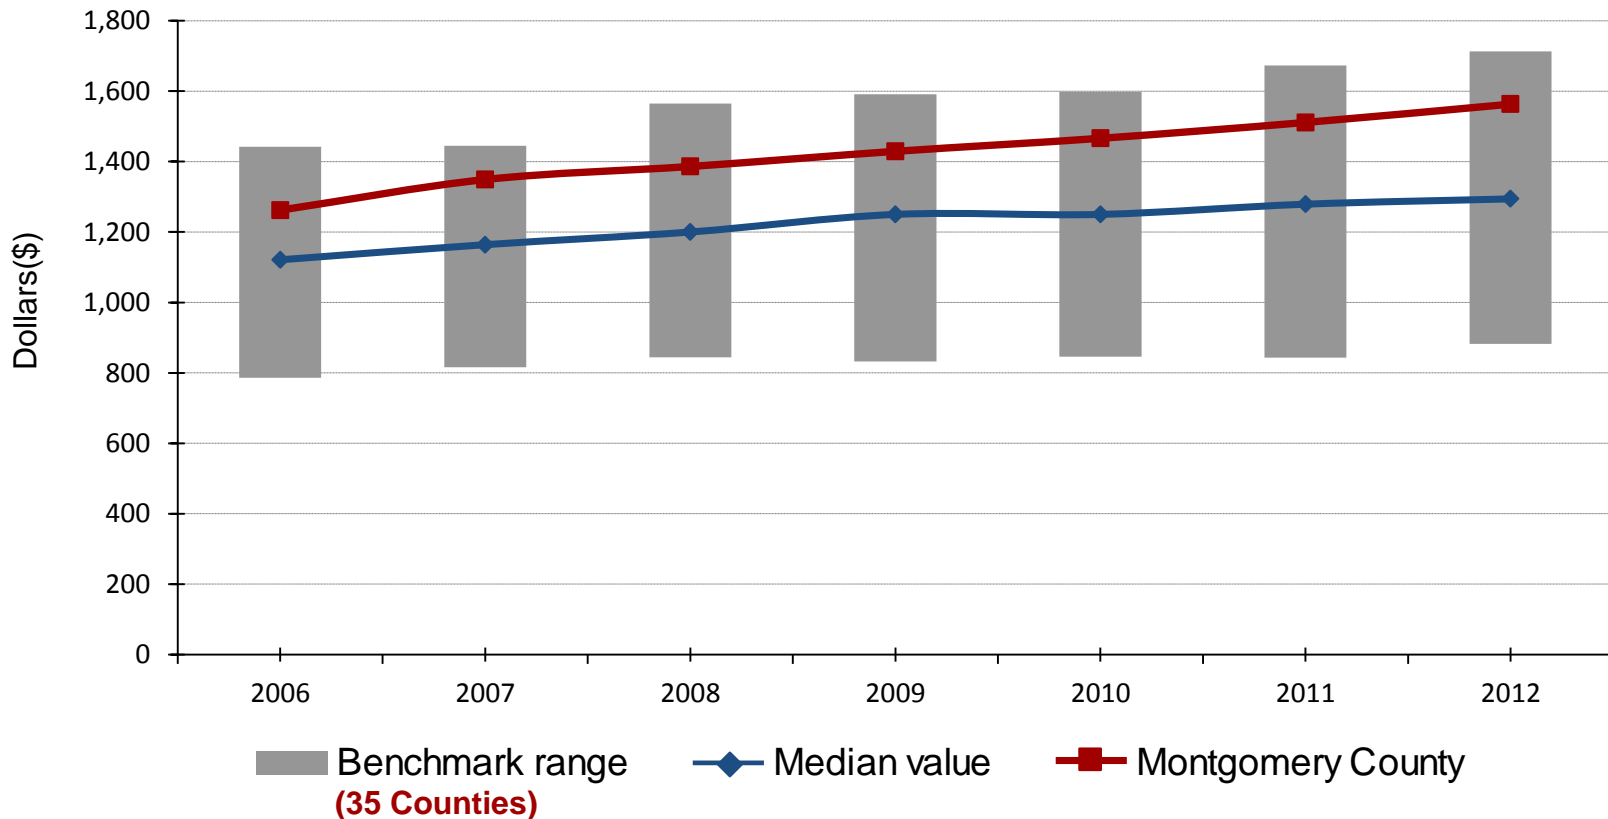 1,800
1,600
1,400
1,200
1,000
800
600
400
200
0
Dollars($)
2006 2007 2008 2009 2010 2011 2012
Benchmark range Median value Montgomery County
(35 Counties)